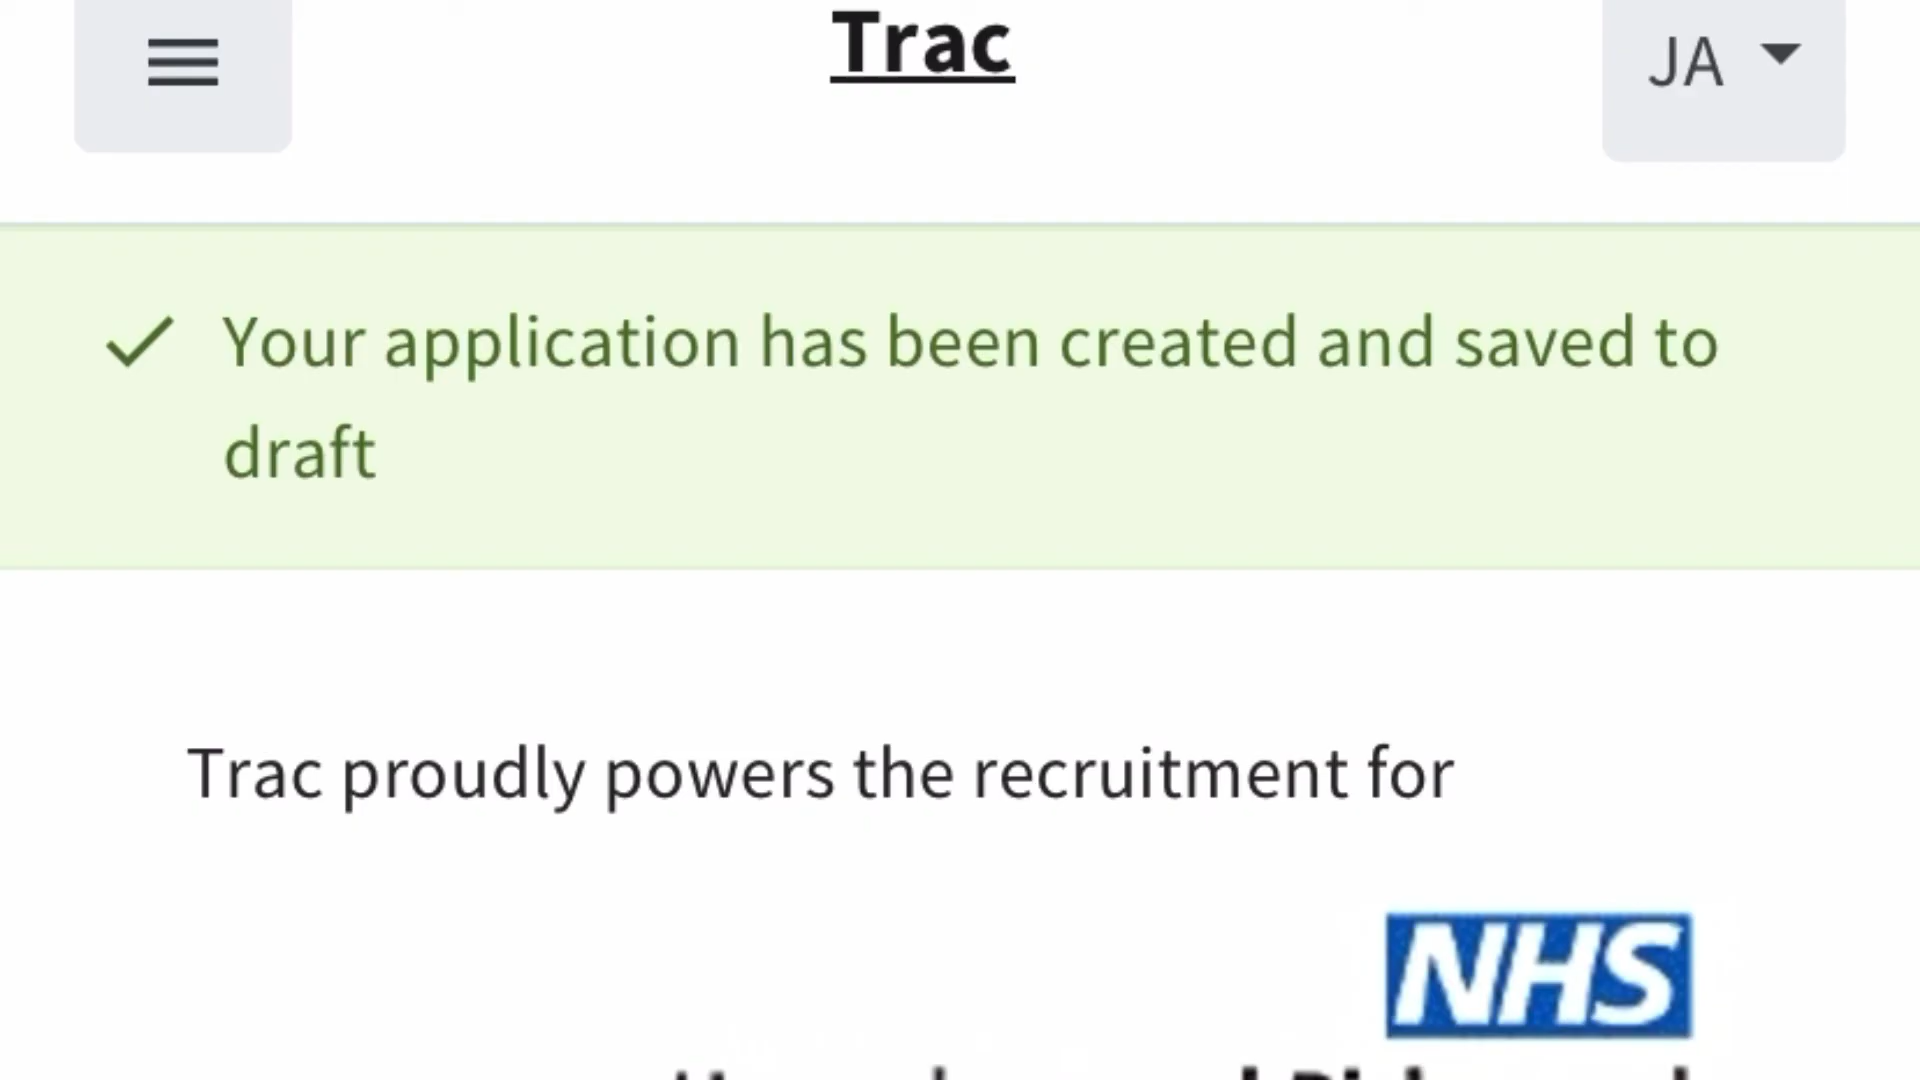 Trac
JA
Your application has been created and saved to
draft
Trac proudly powers the recruitment for
NHS